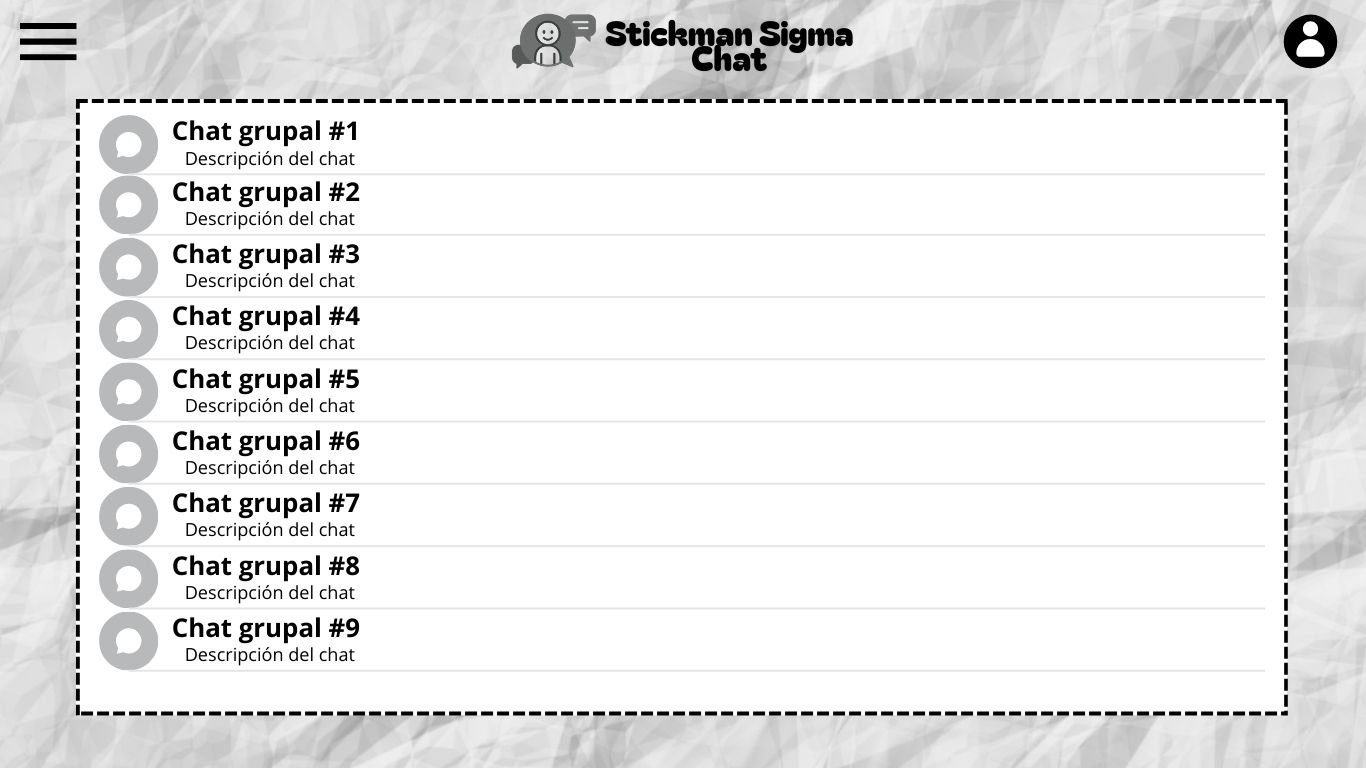 Stickman Sigma
Chat
Chat grupal #1
Descripción del chat
Chat grupal #2
Descripción del chat
Chat grupal #3
Descripción del chat
Chat grupal #4
Descripción del chat
Chat grupal #5
Descripción del chat
Chat grupal #6
Descripción del chat
Chat grupal #7
Descripción del chat
Chat grupal #8
Descripción del chat
Chat grupal #9
Descripción del chat